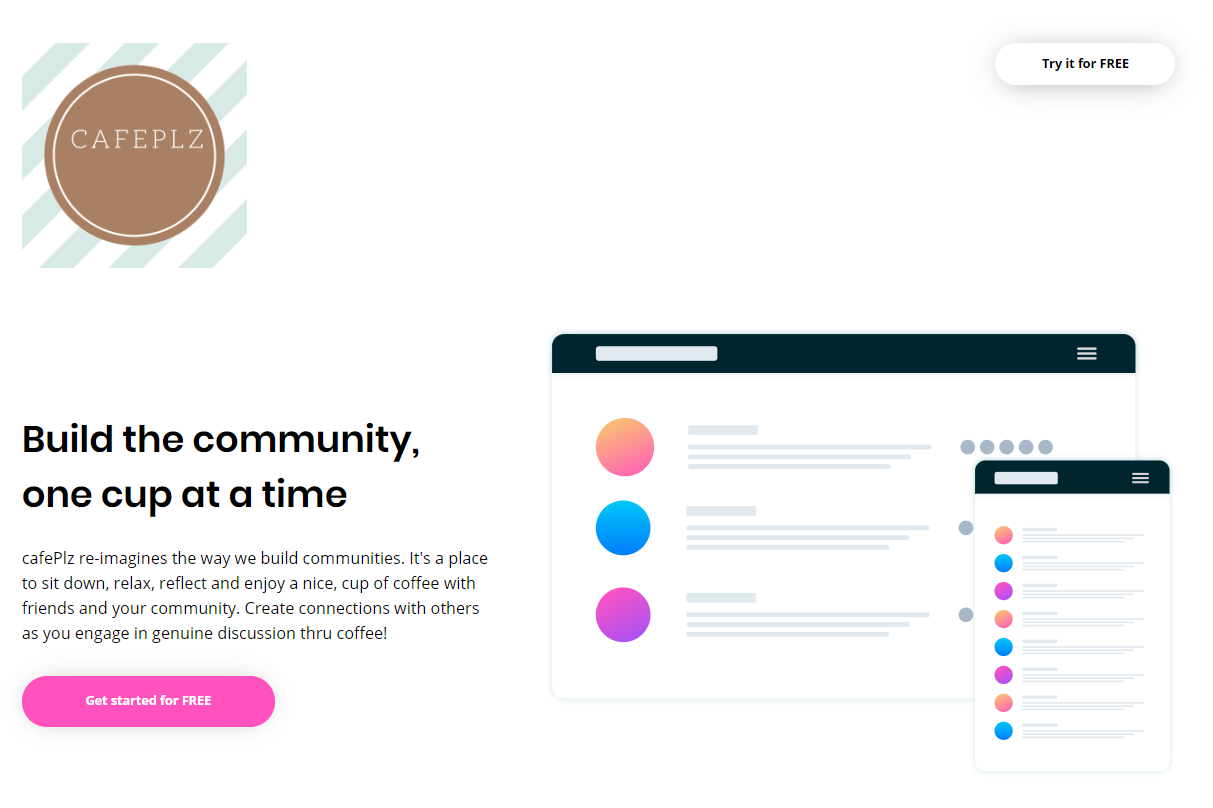 CAFEPLZ
Try it for FREE
Build the community,
one cup at a time
cafePlz re-imagines the way we build communities. It's a place
to sit down, relax, reflect and enjoy a nice, cup of coffee with
friends and your community. Create connections with others
as you engage in genuine discussion thru coffee!
Get started for FREE